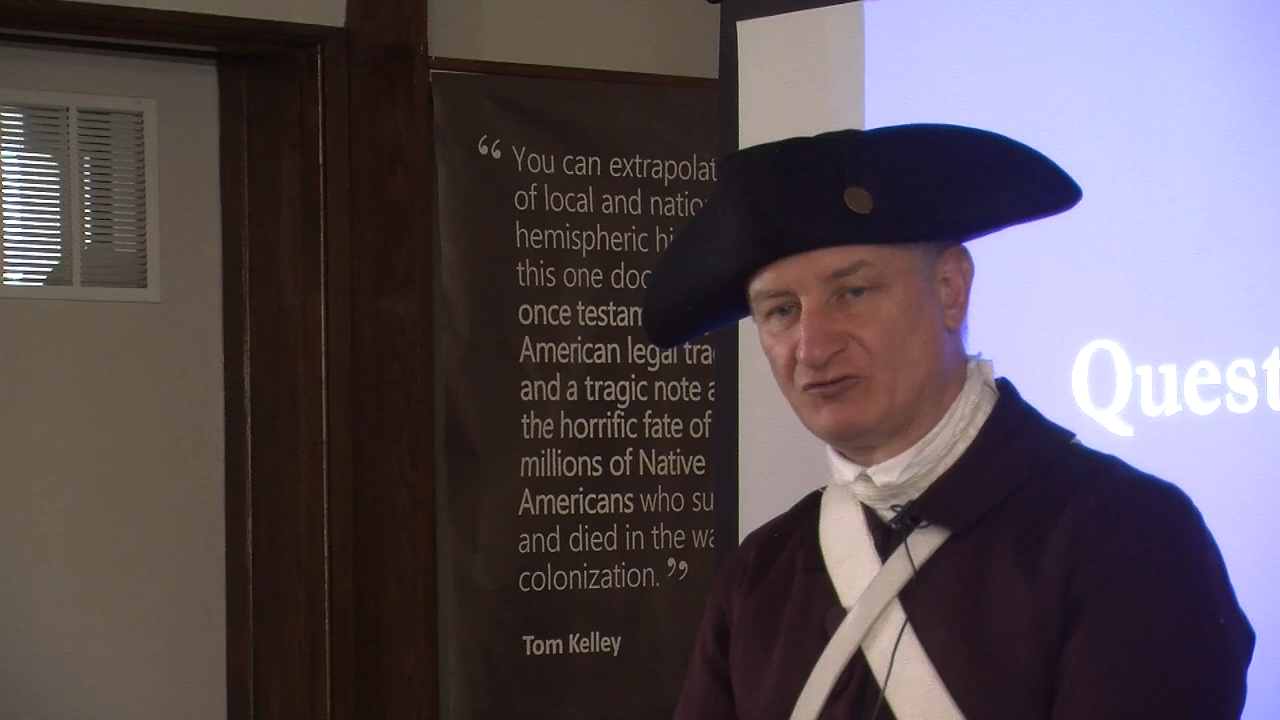 “ You can extrapolat
of local and natio
hemispheric hi
this one doc
once testam
American legal tra
and a tragic note a
the horrific fate of
millions of Native
Americans who su
and died in the wa
colonization. ”
Tom Kelley
Quest